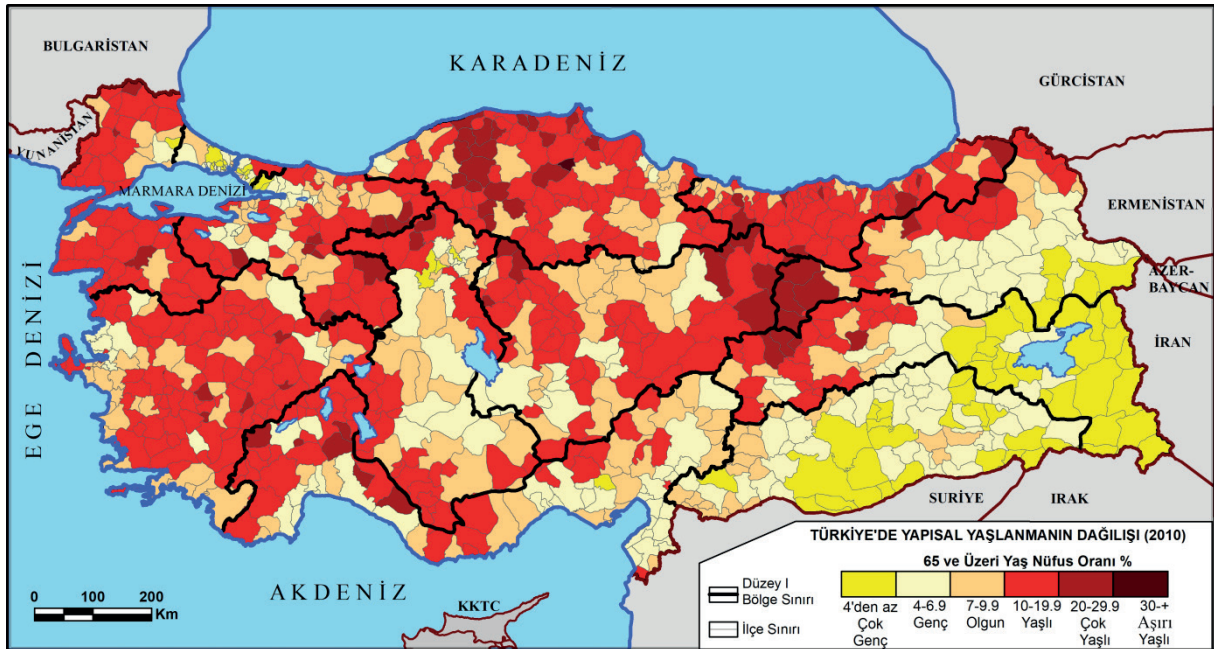 BULGARİSTAN
KARADENİZ
GÜRCİSTAN
YUNANİSTAN
MARMARA DENİZİ
ERMENİSTAN
AZER-
BAYCAN
EGE DENİZİ
İRAN
SURİYE
IRAK
AKDENİZ
KKTC
0 50 100 200
Km
TÜRKİYE'DE YAPISAL YAŞLANMANIN DAĞILIŞI (2010)
65 ve Üzeri Yaş Nüfus Oranı %
Düzey I
Bölge Sınırı
İlçe Sınırı
4'den az 4-6.9 7-9.9 10-19.9 20-29.9 30-+
Çok Genç Olgun Yaşlı Çok Aşırı
Genç Yaşlı Yaşlı